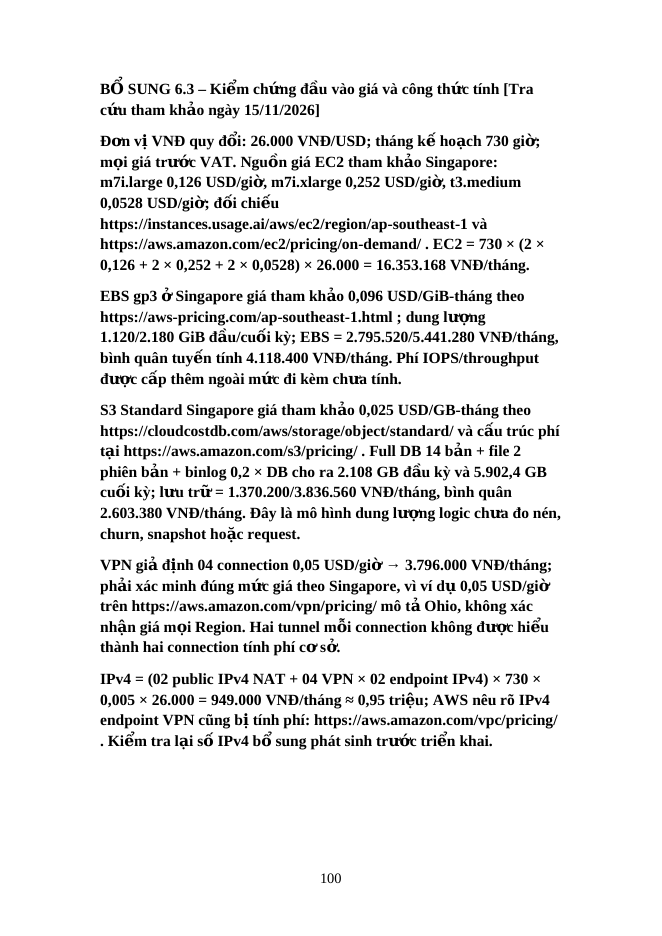 BỔ SUNG 6.3 – Kiểm chứng đầu vào giá và công thức tính [Tra
cứu tham khảo ngày 15/11/2026]
Đơn vị VNĐ quy đổi: 26.000 VNĐ/USD; tháng kế hoạch 730 giờ;
mọi giá trước VAT. Nguồn giá EC2 tham khảo Singapore:
m7i.large 0,126 USD/giờ, m7i.xlarge 0,252 USD/giờ, t3.medium
0,0528 USD/giờ; đối chiếu
https://instances.usage.ai/aws/ec2/region/ap-southeast-1 và
https://aws.amazon.com/ec2/pricing/on-demand/ . EC2 = 730 × (2 ×
0,126 + 2 × 0,252 + 2 × 0,0528) × 26.000 = 16.353.168 VNĐ/tháng.
EBS gp3 ở Singapore giá tham khảo 0,096 USD/GiB-tháng theo
https://aws-pricing.com/ap-southeast-1.html ; dung lượng
1.120/2.180 GiB đầu/cuối kỳ; EBS = 2.795.520/5.441.280 VNĐ/tháng,
bình quân tuyến tính 4.118.400 VNĐ/tháng. Phí IOPS/throughput
được cấp thêm ngoài mức đi kèm chưa tính.
S3 Standard Singapore giá tham khảo 0,025 USD/GB-tháng theo
https://cloudcostdb.com/aws/storage/object/standard/ và cấu trúc phí
tại https://aws.amazon.com/s3/pricing/ . Full DB 14 bản + file 2
phiên bản + binlog 0,2 × DB cho ra 2.108 GB đầu kỳ và 5.902,4 GB
cuối kỳ; lưu trữ = 1.370.200/3.836.560 VNĐ/tháng, bình quân
2.603.380 VNĐ/tháng. Đây là mô hình dung lượng logic chưa đo nén,
churn, snapshot hoặc request.
VPN giả định 04 connection 0,05 USD/giờ → 3.796.000 VNĐ/tháng;
phải xác minh đúng mức giá theo Singapore, vì ví dụ 0,05 USD/giờ
trên https://aws.amazon.com/vpn/pricing/ mô tả Ohio, không xác
nhận giá mọi Region. Hai tunnel mỗi connection không được hiểu
thành hai connection tính phí cơ sở.
IPv4 = (02 public IPv4 NAT + 04 VPN × 02 endpoint IPv4) × 730 ×
0,005 × 26.000 = 949.000 VNĐ/tháng ≈ 0,95 triệu; AWS nêu rõ IPv4
endpoint VPN cũng bị tính phí: https://aws.amazon.com/vpc/pricing/
. Kiểm tra lại số IPv4 bổ sung phát sinh trước triển khai.
100